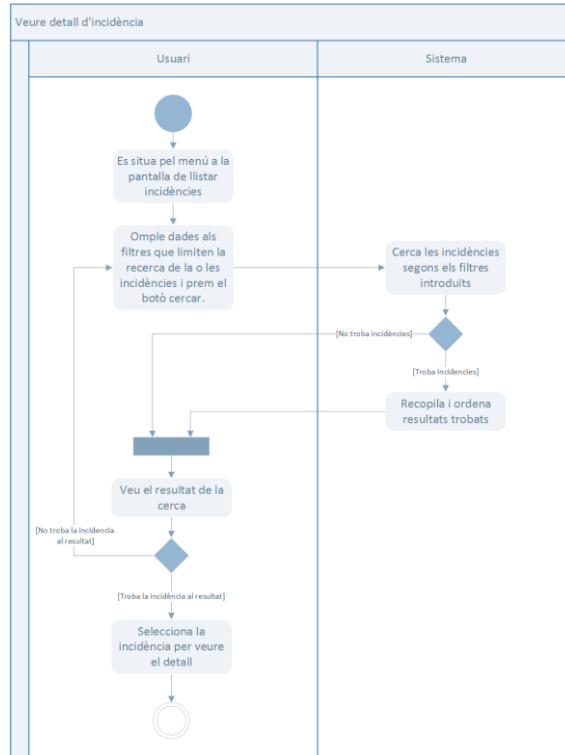 Veure detall d'incidència
Usuari
Sistema
Es situa pel menú a la
pantalla de llistar
incidències
Omple dades als
filtres que limiten la
recerca de la o les
incidències i prem el
botò cercar.
Cerca les incidències
segons els filtres
introduïts
[No troba incidències]
[Troba incidencies]
Recopila i ordena
resultats trobats
Veu el resultat de la
cerca
[No troba la incidencia
al resultat]
[Troba la incidència al resultat]
Selecciona la
incidència per veure
el detall